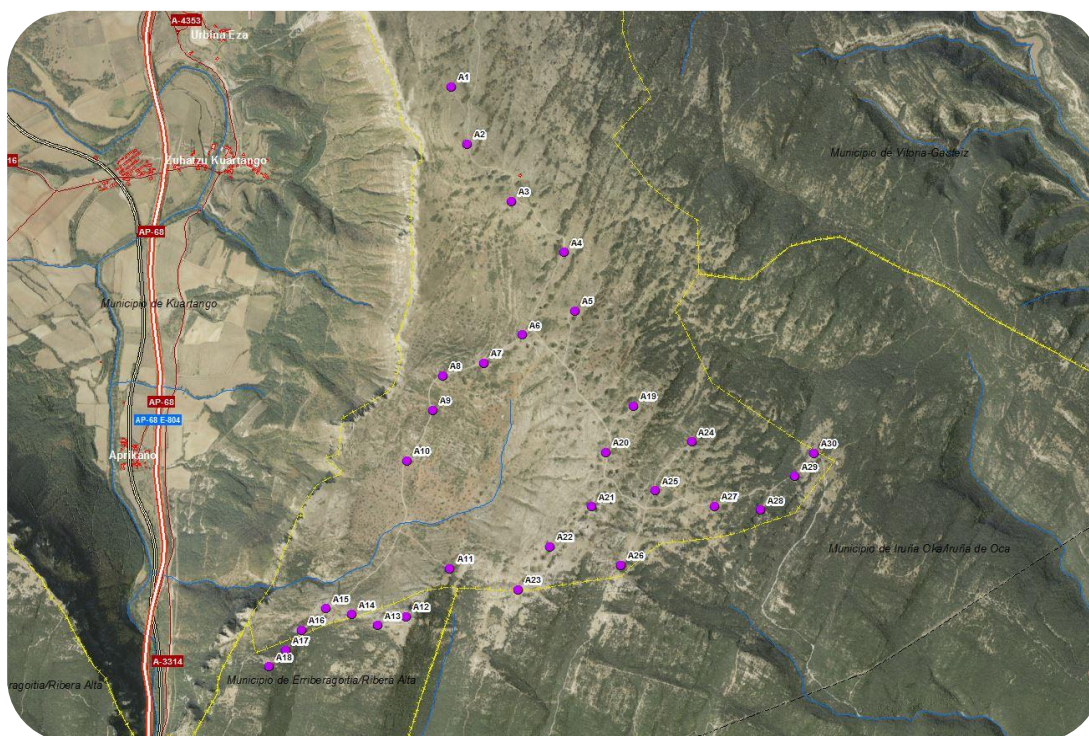 A-4353
Urbina Eza
A1
A2
Municipio de Vitoria-Gasteiz
16
Zuhatzu Kuartango
A3
AP-68
A4
Municipio de Kuartango
A5
A6
A7
A8
AP-68
A19
A9
AP-68 E-804
A24
A20
Aprikano
A30
A10
A29
A25
A21
A27
A28
A22
Municipio de Iruña Oka/Iruña de Oca
A11
A26
A23
A15
A14
A12
A13
A16
A17
A-3314
A18
Municipio de Erriberagoitia/Ribera Alta
eragoitia/Ribera Alta